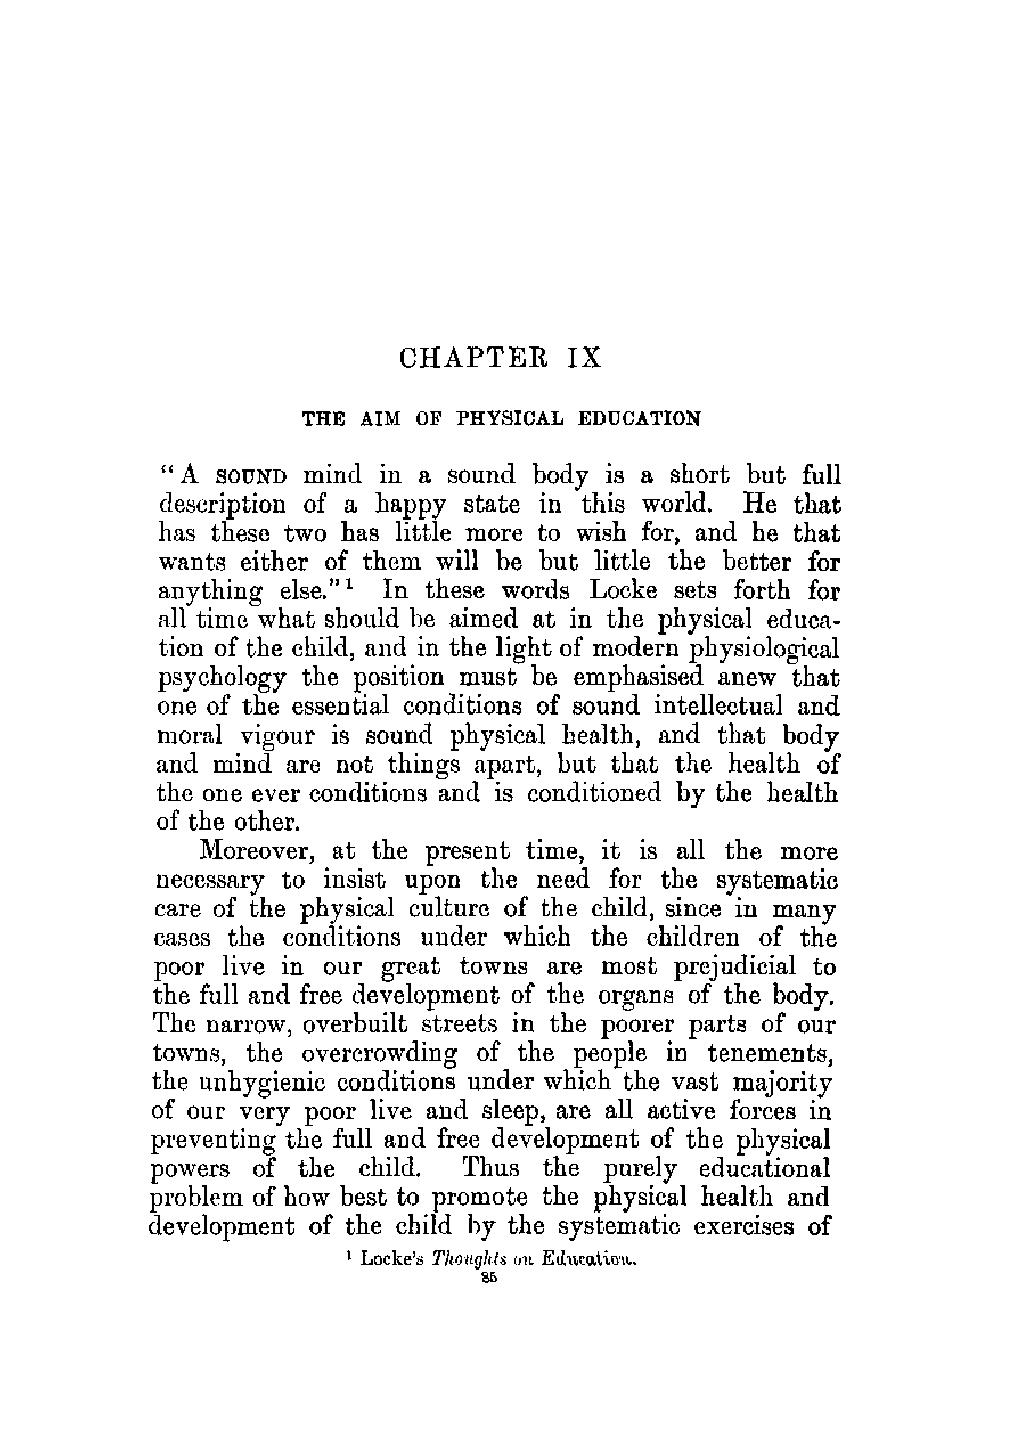 CHAPTER IX
THE AIM OF PHYSICAL EDUCATION
“A SOUND mind in a sound body is a short but full
description of a happy state in this world. He that
has these two has little more to wish for, and he that
wants either of them will be but little the better for
anything else.”¹ In these words Locke sets forth for
all time what should be aimed at in the physical educa-
tion of the child, and in the light of modern physiological
psychology the position must be emphasised anew that
one of the essential conditions of sound intellectual and
moral vigour is sound physical health, and that body
and mind are not things apart, but that the health of
the one ever conditions and is conditioned by the health
of the other.
Moreover, at the present time, it is all the more
necessary to insist upon the need for the systematic
care of the physical culture of the child, since in many
cases the conditions under which the children of the
poor live in our great towns are most prejudicial to
the full and free development of the organs of the body.
The narrow, overbuilt streets in the poorer parts of our
towns, the overcrowding of the people in tenements,
the unhygienic conditions under which the vast majority
of our very poor live and sleep, are all active forces in
preventing the full and free development of the physical
powers of the child. Thus the purely educational
problem of how best to promote the physical health and
development of the child by the systematic exercises of
¹ Locke’s Thoughts on Education.
85